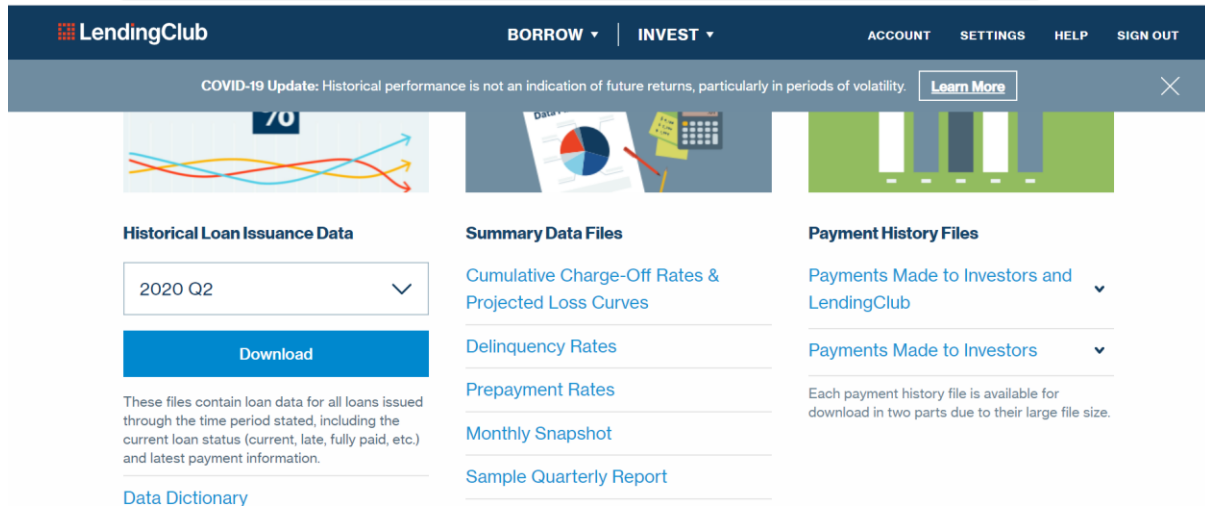 LendingClub
BORROW
INVEST
ACCOUNT
SETTINGS
HELP
SIGN OUT
COVID-19 Update: Historical performance is not an indication of future returns, particularly in periods of volatility.
Learn More
%
Historical Loan Issuance Data
2020 Q2
Download
These files contain loan data for all loans issued
through the time period stated, including the
current loan status (current, late, fully paid, etc.)
and latest payment information.
Data Dictionary
Summary Data Files
Cumulative Charge-Off Rates &
Projected Loss Curves
Delinquency Rates
Prepayment Rates
Monthly Snapshot
Sample Quarterly Report
Payment History Files
Payments Made to Investors and
LendingClub
Payments Made to Investors
Each payment history file is available for
download in two parts due to their large file size.